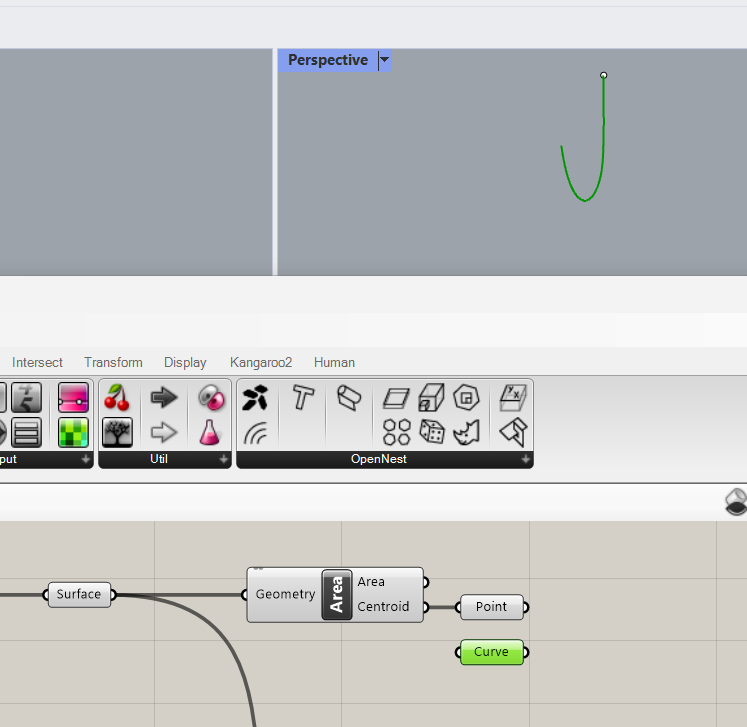 Perspective
Intersect Transform Display Kangaroo2 Human
put Util OpenNest
Surface
Geometry
Area
Area
Centroid
Point
Curve